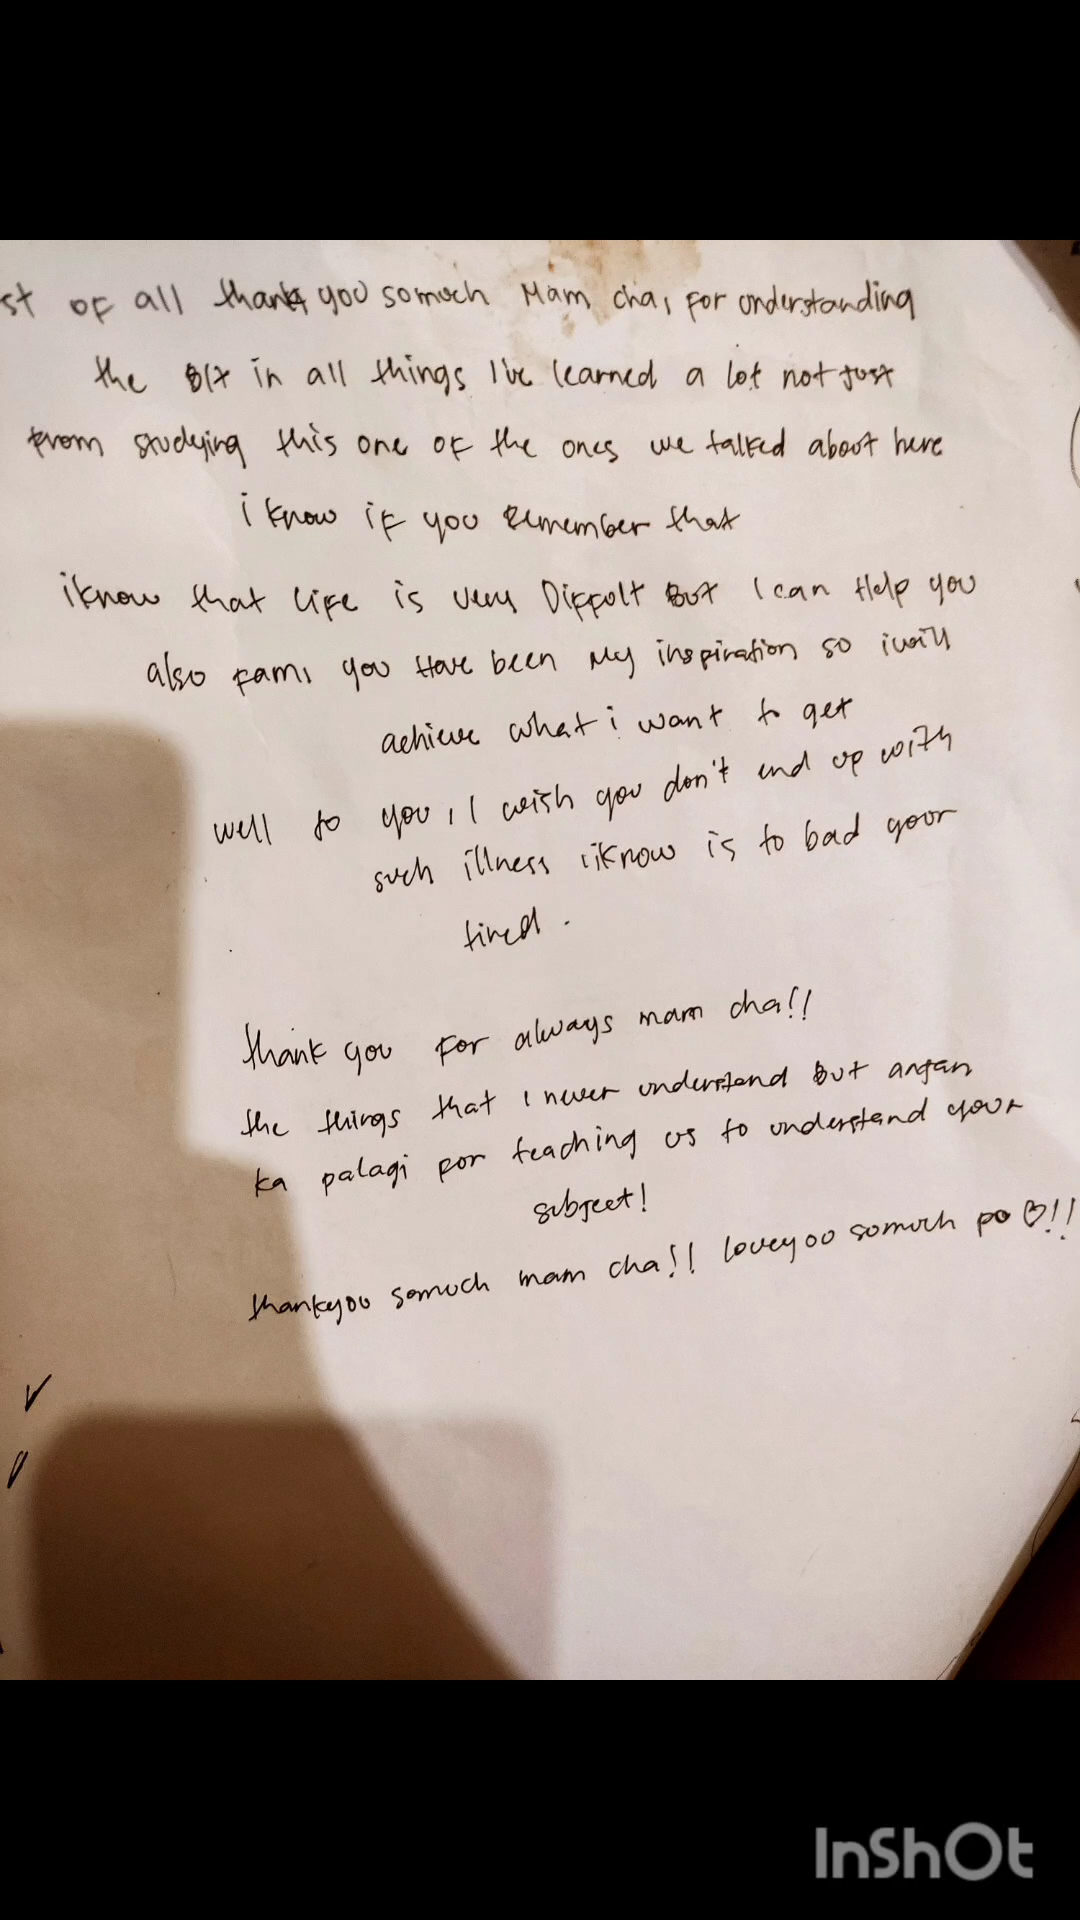 st of all thank you somuch Mam cha, for understanding
the BIT in all things I've learned a lot not just
from studying this one of the ones we talked about here
i know if you Remember that
iknow that life is very Diffolt But I can Help you
also fam, you Have been My inspiration so iwill
achieve what i want to get
well to you, I wish you don't end up with
such illness iiknow is to bad your
tired.
thank you For always mam cha!!
the things that I never understand But anjan
ka palagi for teaching us to understand your
subject!
thankyou somuch mam cha!! loveyou somuch po ♡!!
InShOt